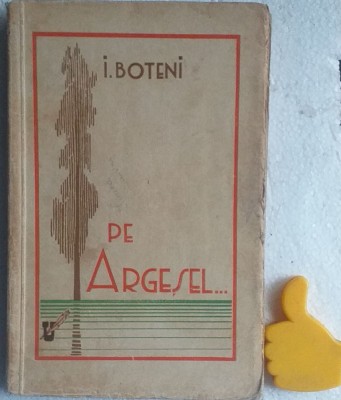 I. BOTENI
PE
ARGEȘEL...